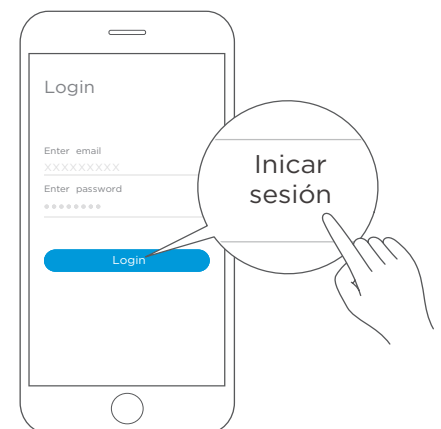 Login
Enter email
XXXXXXXXX
Enter password
Login
Inicar
sesión